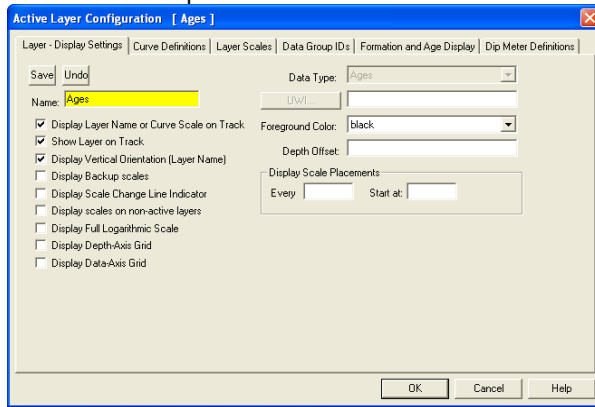 Active Layer Configuration [ Ages ]
Layer - Display Settings Curve Definitions Layer Scales Data Group IDs Formation and Age Display Dip Meter Definitions
Save Undo
Name: Ages
Display Layer Name or Curve Scale on Track
Show Layer on Track
Display Vertical Orientation (Layer Name)
Display Backup scales
Display Scale Change Line Indicator
Display scales on non-active layers
Display Full Logarithmic Scale
Display Depth-Axis Grid
Display Data-Axis Grid
Data Type: Ages
UWI...
Foreground Color: black
Depth Offset:
Display Scale Placements
Every Start at:
OK Cancel Help